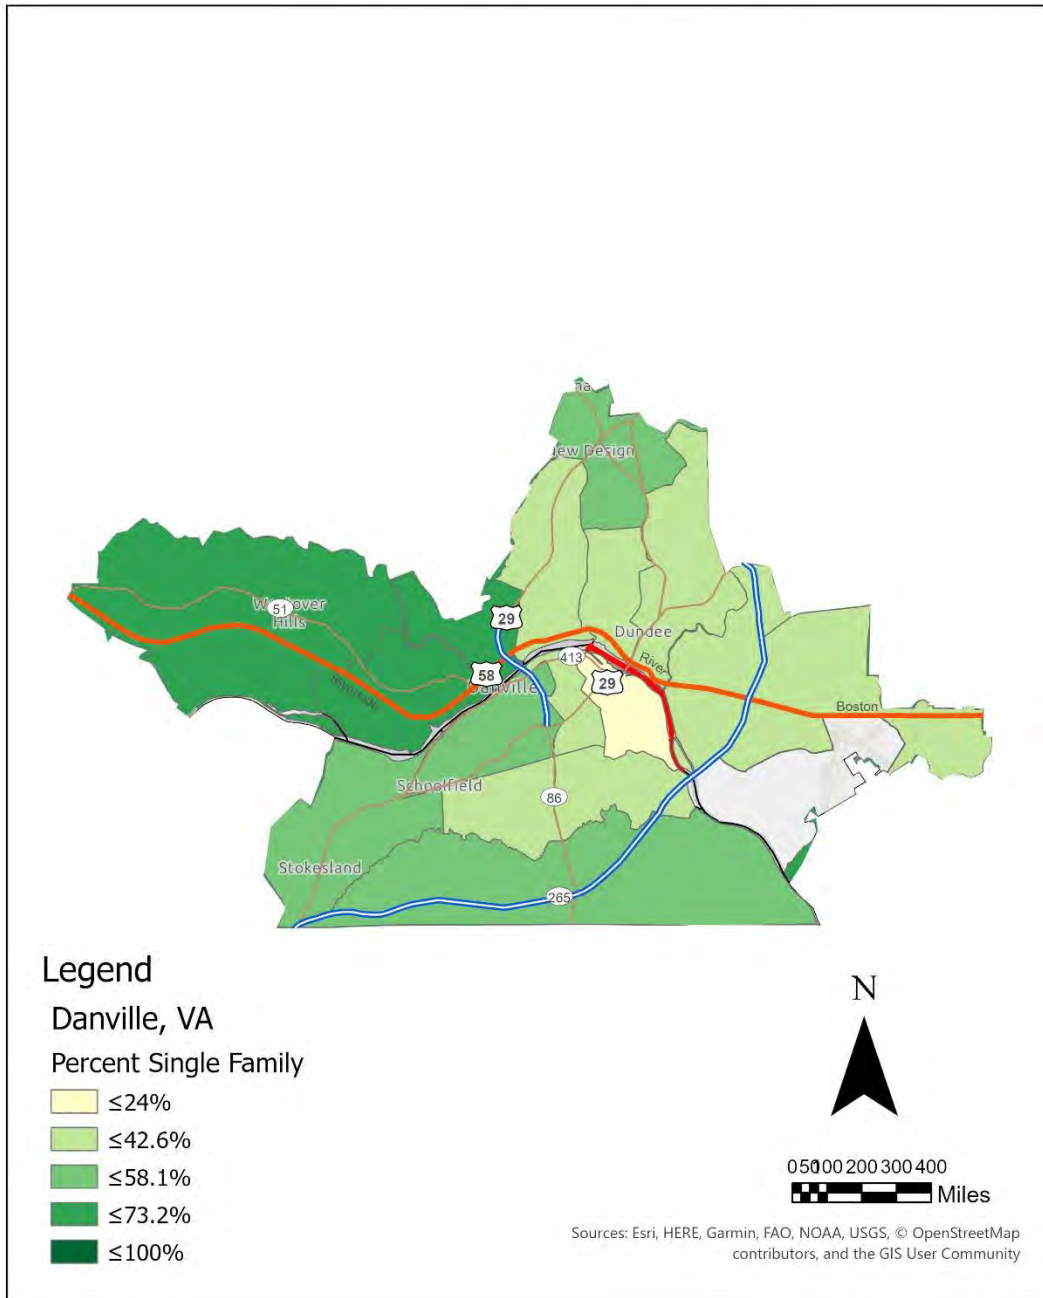 na
New Design
51
Hills
29
Dundee
413
River
58
29
Danville
Boston
Schoolfield
86
Stokesland
265
Legend
Danville, VA
Percent Single Family
≤24%
≤42.6%
≤58.1%
≤73.2%
≤100%
N
0 50 100 200 300 400
Miles
Sources: Esri, HERE, Garmin, FAO, NOAA, USGS, © OpenStreetMap
contributors, and the GIS User Community